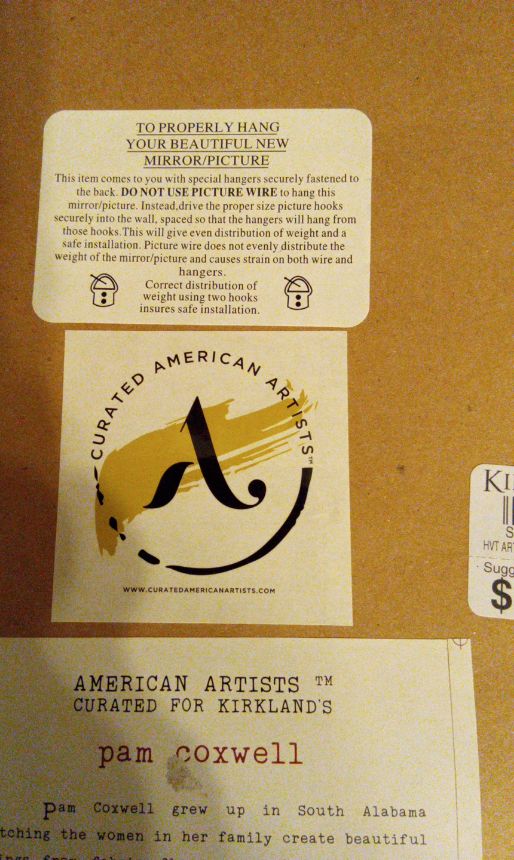 TO PROPERLY HANG
YOUR BEAUTIFUL NEW
MIRROR/PICTURE
This item comes to you with special hangers securely fastened to
the back. DO NOT USE PICTURE WIRE to hang this
mirror/picture. Instead,drive the proper size picture hooks
securely into the wall, spaced so that the hangers will hang from
those hooks.This will give even distribution of weight and a
safe installation. Picture wire does not evenly distribute the
weight of the mirror/picture and causes strain on both wire and
hangers.
Correct distribution of
weight using two hooks
insures safe installation.
CURATED AMERICAN ARTISTS™
A
WWW.CURATEDAMERICANARTISTS.COM
HVT AR
Sugg
$
AMERICAN ARTISTS ™
CURATED FOR KIRKLAND'S
pam coxwell
Pam Coxwell grew up in South Alabama
tching the women in her family create beautiful